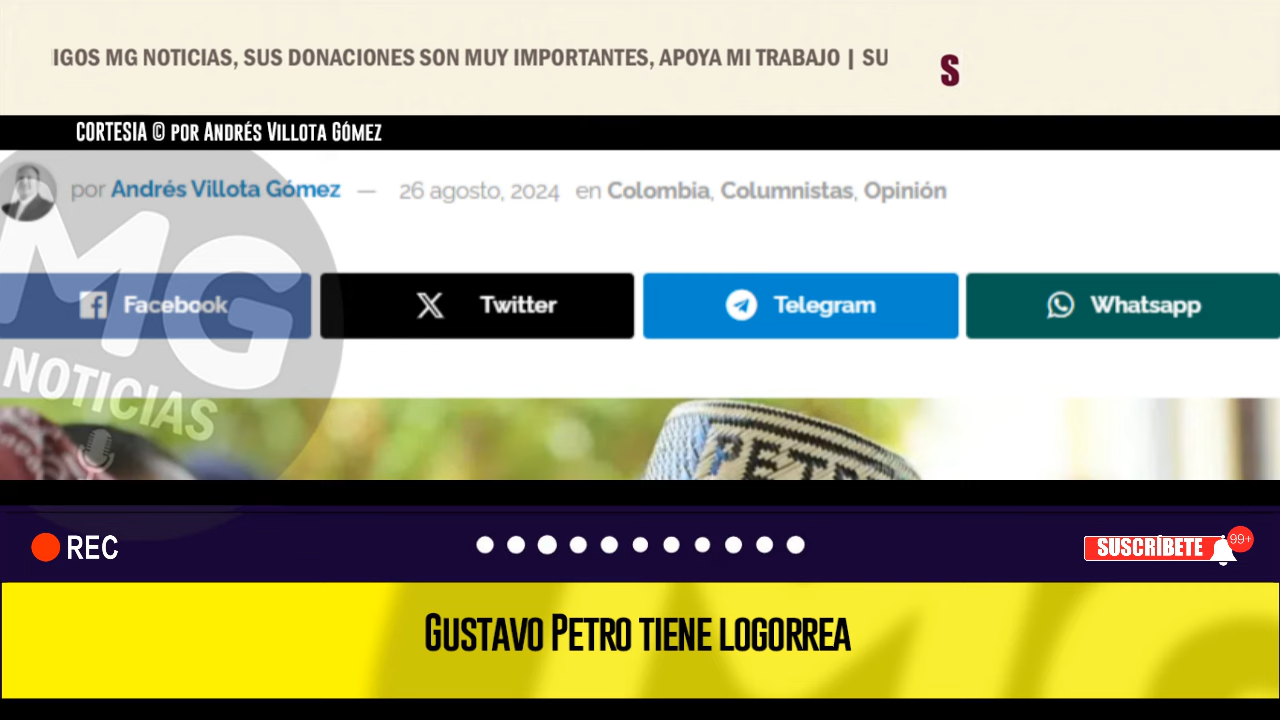 IGOS MG NOTICIAS, SUS DONACIONES SON MUY IMPORTANTES, APOYA MI TRABAJO | SU
S
CORTESIA © POR ANDRÉS VILLOTA GÓMEZ
por Andrés Villota Gómez — 26 agosto, 2024 en Colombia, Columnistas, Opinión
Facebook
Twitter
Telegram
Whatsapp
MG
NOTICIAS
PETR
REC
SUSCRÍBETE
99+
GUSTAVO PETRO TIENE LOGORREA